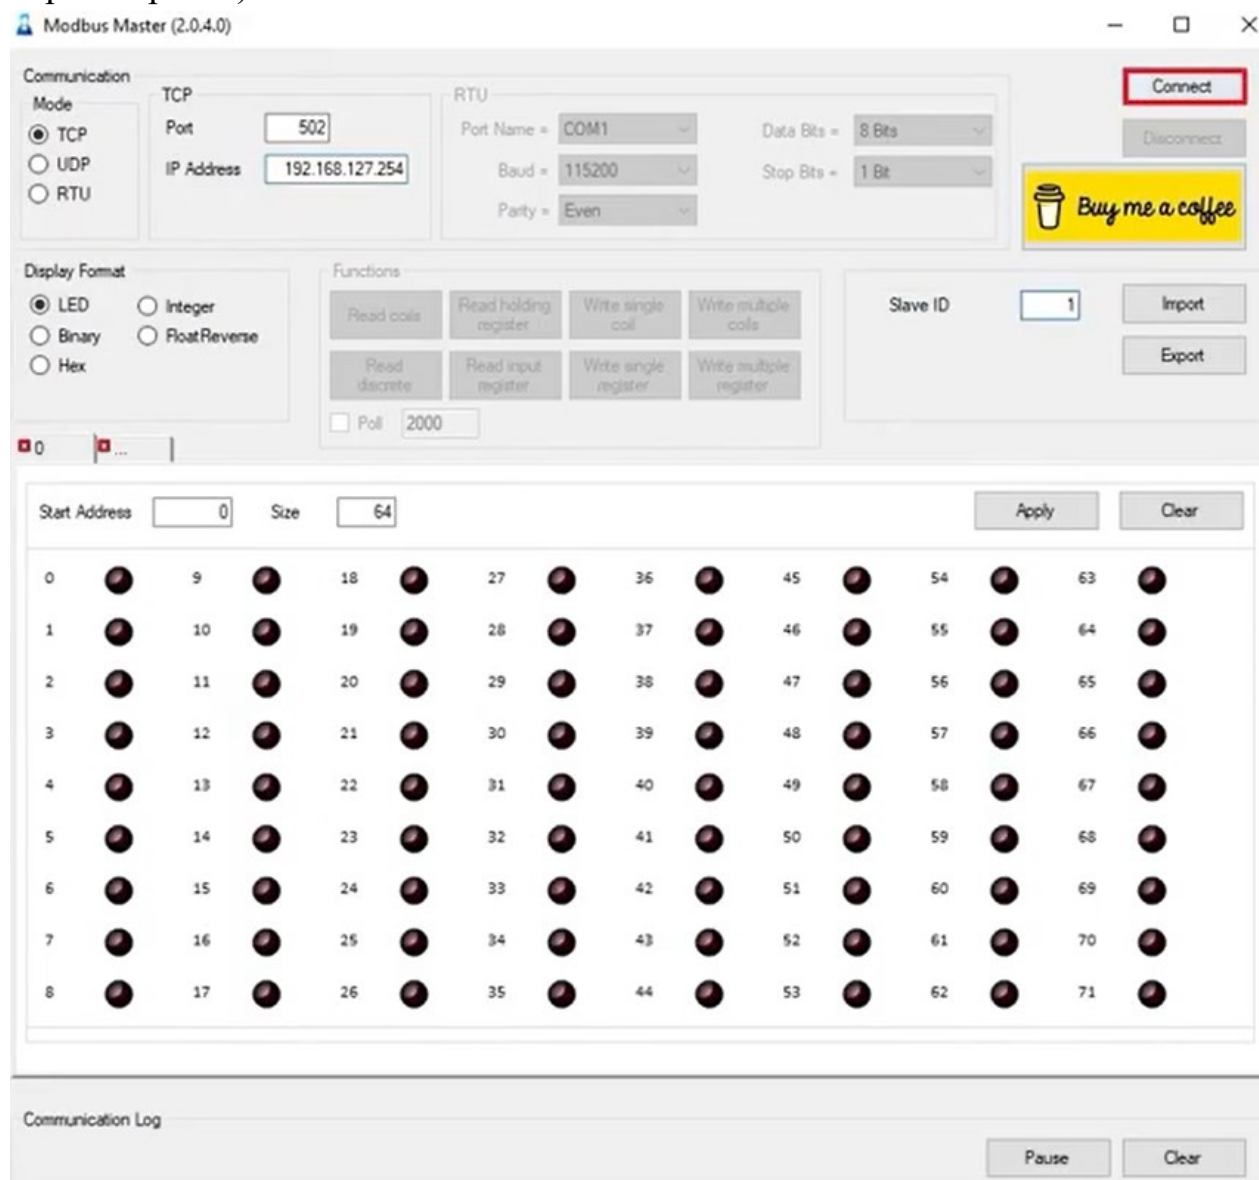 Modbus Master (2.0.4.0)
Communication
Mode
TCP
UDP
RTU
TCP
Port 502
IP Address 192.168.127.254
RTU
Port Name = COM1
Baud = 115200
Parity = Even
Data Bits = 8 Bits
Stop Bits = 1 Bit
Connect
Disconnect
Buy me a coffee
Display Format
LED
Binary
Hex
Integer
FloatReverse
Functions
Read coils
Read holding
register
Write single
coil
Write multiple
coils
Read
discrete
Read input
register
Write single
register
Write multiple
register
Poll 2000
Slave ID 1
Import
Export
0 ...
Start Address 0 Size 64 Apply Clear
0 9 18 27 36 45 54 63
1 10 19 28 37 46 55 64
2 11 20 29 38 47 56 65
3 12 21 30 39 48 57 66
4 13 22 31 40 49 58 67
5 14 23 32 41 50 59 68
6 15 24 33 42 51 60 69
7 16 25 34 43 52 61 70
8 17 26 35 44 53 62 71
Communication Log
Pause Clear